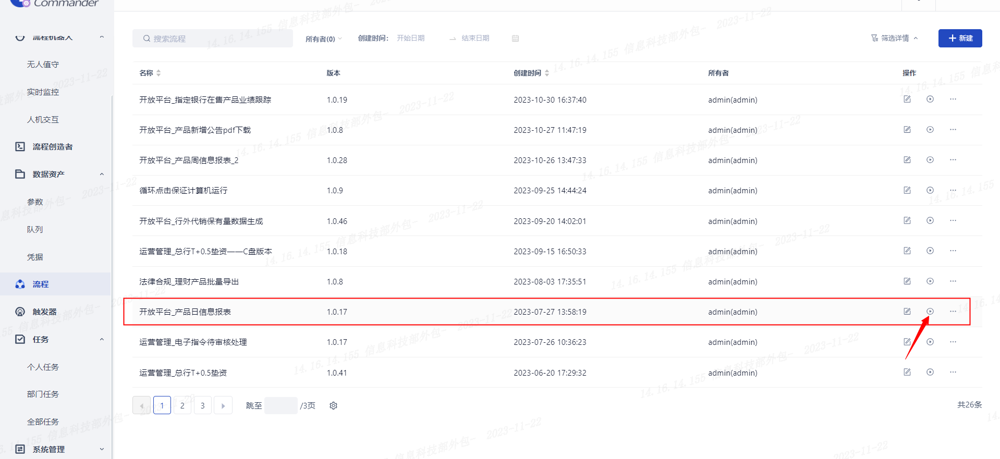 Commander
流程机器人
无人值守
实时监控
人机交互
流程创造者
数据资产
参数
队列
凭据
流程
触发器
任务
个人任务
部门任务
全部任务
系统管理
搜索流程 所有者(0) 创建时间： 开始日期 → 结束日期 筛选详情 + 新建
名称 版本 创建时间 所有者 操作
开放平台_指定银行在售产品业绩跟踪 1.0.19 2023-10-30 16:37:40 admin(admin) ...
开放平台_产品新增公告pdf下载 1.0.8 2023-10-27 11:47:19 admin(admin) ...
开放平台_产品周信息报表_2 1.0.28 2023-10-26 13:47:33 admin(admin) ...
循环点击保证计算机运行 1.0.9 2023-09-25 14:44:24 admin(admin) ...
开放平台_行外代销保有量数据生成 1.0.46 2023-09-20 14:02:01 admin(admin) ...
运营管理_总行T+0.5垫资——C盘版本 1.0.18 2023-09-15 16:50:33 admin(admin) ...
法律合规_理财产品批量导出 1.0.8 2023-08-03 17:35:51 admin(admin) ...
开放平台_产品日信息报表 1.0.17 2023-07-27 13:58:19 admin(admin) ...
运营管理_电子指令待审核处理 1.0.17 2023-07-26 10:36:23 admin(admin) ...
运营管理_总行T+0.5垫资 1.0.41 2023-06-20 17:29:32 admin(admin) ...
1 2 3 跳至 /3页 共26条
14.16.14.155 信息科技部外包- 2023-11-22